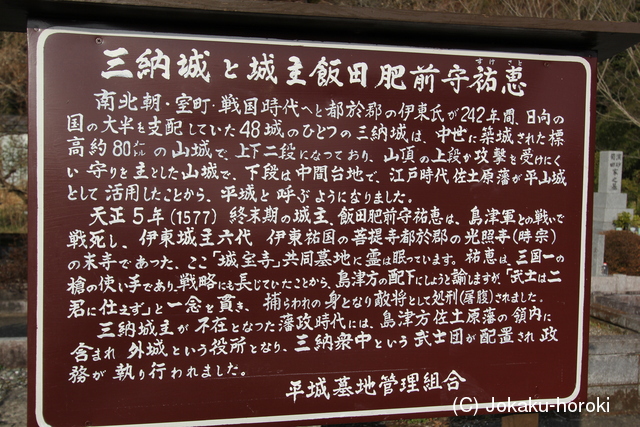 三納城と城主飯田肥前守祐恵
すけ さと
南北朝・室町・戦国時代へと都於郡の伊東氏が242年間、日向の
国の大半を支配していた48城のひとつの三納城は、中世に築城された標
高約80メートルの山城で、上下二段になっており、山頂の上段が攻撃を受けにく
い守りを主とした山城で、下段は中間台地で、江戸時代佐土原藩が平山城
として活用したことから、平城と呼ぶようになりました。
天正5年(1577)終末期の城主、飯田肥前守祐恵は、島津軍との戦いで
戦死し、伊東城主六代 伊東祐国の菩提寺都於郡の光照寺(時宗)
の末寺であった、ここ「城宝寺」共同墓地に霊は眠っています。祐恵は、三国一の
槍の使い手であり、戦略にも長じていたことから、島津方の配下にしようと諭しますが、「武士は二
君に仕えず」と一念を貫き、捕らわれの身となり敵将として処刑(屠腹)されました。
三納城主が不在となった藩政時代には、島津方佐土原藩の領内に
含まれ外城という役所となり、三納衆中という武士団が配置され政
務が執り行われました。
平城墓地管理組合
(C) Jokaku-horoki